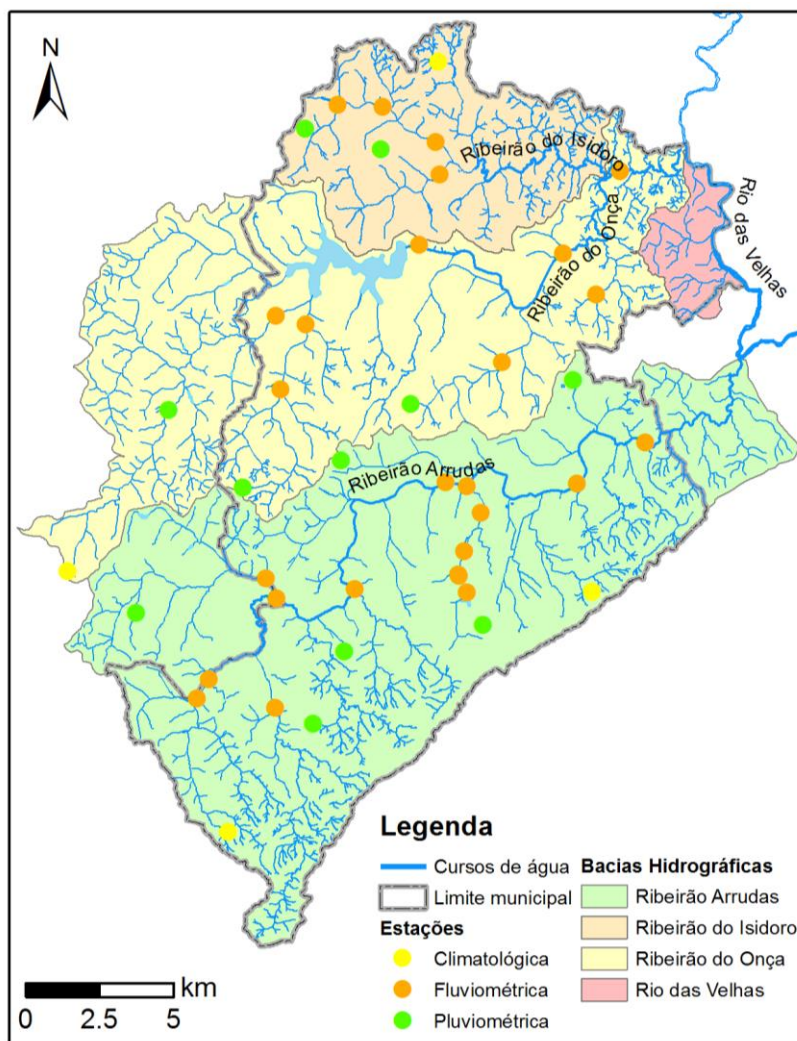 N
Ribeirão do Isidoro
Ribeirão do Onça
Rio das Velhas
Ribeirão Arrudas
Legenda
Cursos de água
Limite municipal
Estações
Climatológica
Fluviométrica
Pluviométrica
Bacias Hidrográficas
Ribeirão Arrudas
Ribeirão do Isidoro
Ribeirão do Onça
Rio das Velhas
km
0 2.5 5